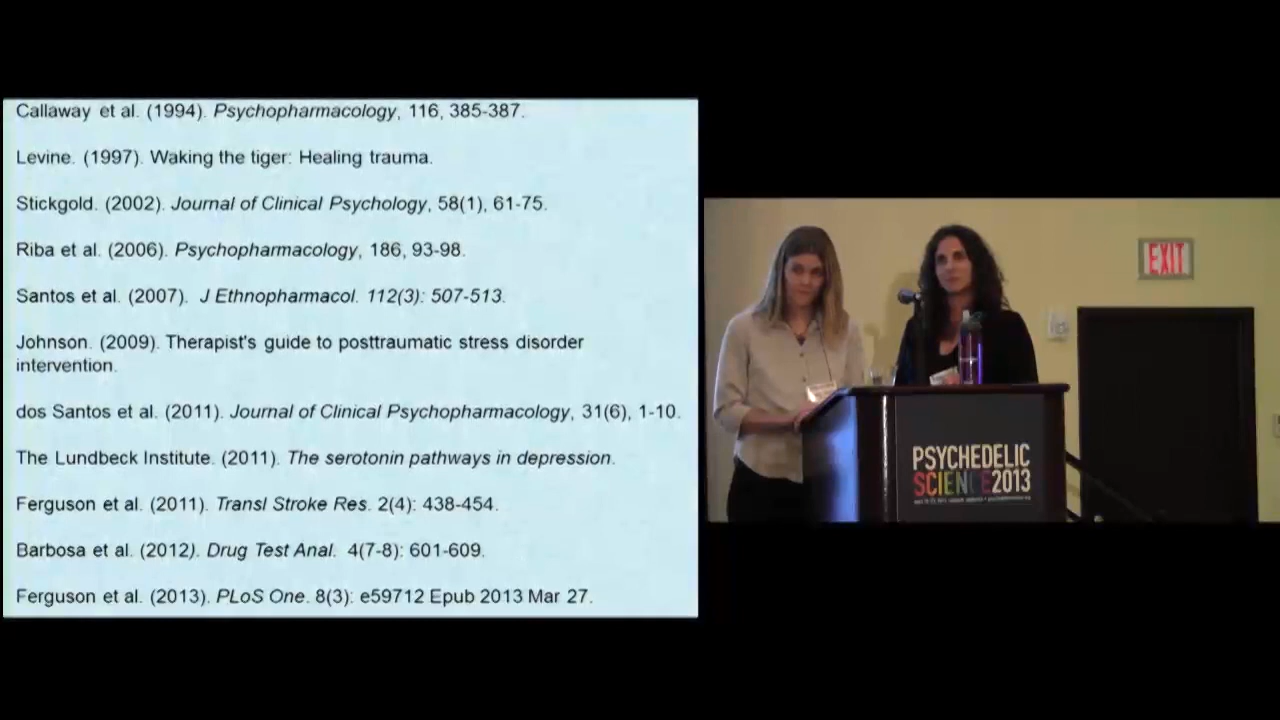 Callaway et al. (1994). Psychopharmacology, 116, 385-387.
Levine. (1997). Waking the tiger: Healing trauma.
Stickgold. (2002). Journal of Clinical Psychology, 58(1), 61-75.
Riba et al. (2006). Psychopharmacology, 186, 93-98.
Santos et al. (2007). J Ethnopharmacol. 112(3): 507-513.
Johnson. (2009). Therapist's guide to posttraumatic stress disorder
intervention.
dos Santos et al. (2011). Journal of Clinical Psychopharmacology, 31(6), 1-10.
The Lundbeck Institute. (2011). The serotonin pathways in depression.
Ferguson et al. (2011). Transl Stroke Res. 2(4): 438-454.
Barbosa et al. (2012). Drug Test Anal. 4(7-8): 601-609.
Ferguson et al. (2013). PLoS One. 8(3): e59712 Epub 2013 Mar 27.
EXIT
PSYCHEDELIC
SCIENCE2013